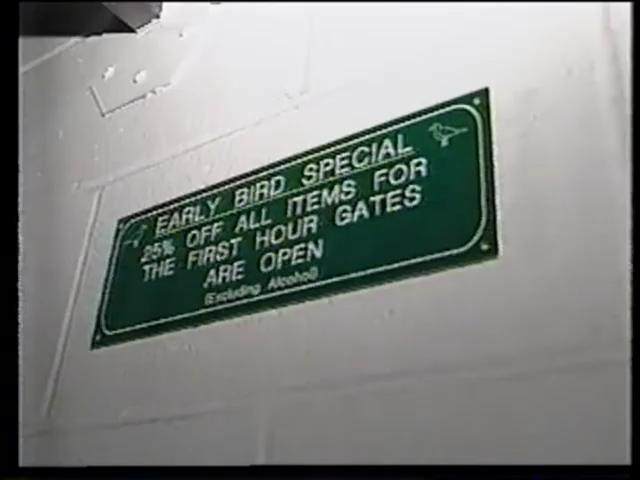 EARLY BIRD SPECIAL
25% OFF ALL ITEMS FOR
THE FIRST HOUR GATES
ARE OPEN
(Excluding Alcohol)